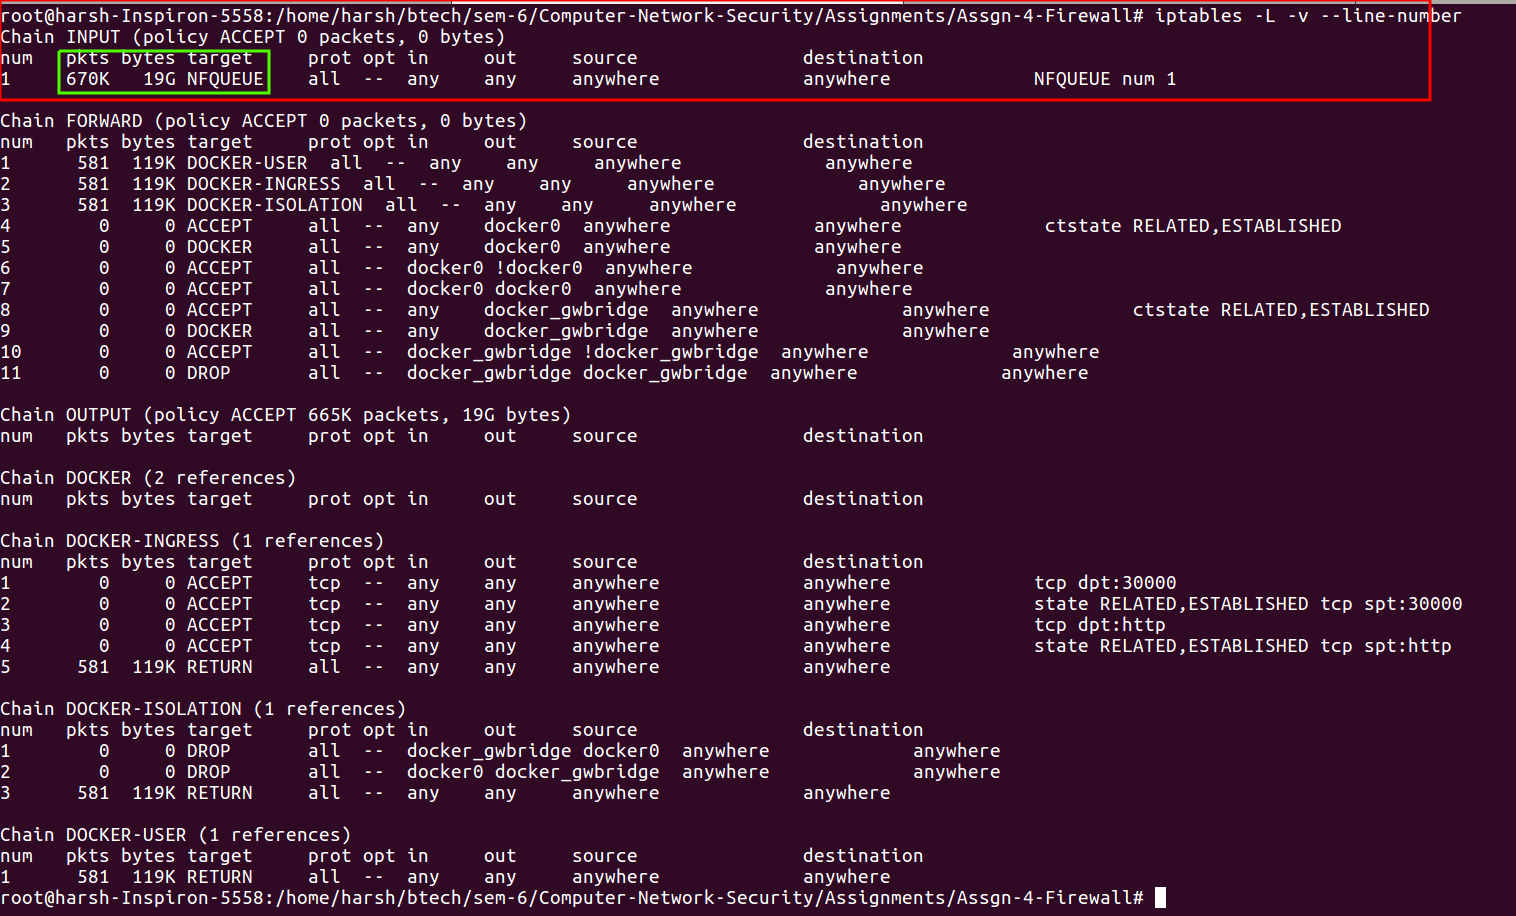 root@harsh-Inspiron-5558:/home/harsh/btech/sem-6/Computer-Network-Security/Assignments/Assgn-4-Firewall# iptables -L -v --line-number
Chain INPUT (policy ACCEPT 0 packets, 0 bytes)
num   pkts bytes target     prot opt in     out     source               destination
1     670K   19G NFQUEUE    all  --  any    any     anywhere             anywhere             NFQUEUE num 1

Chain FORWARD (policy ACCEPT 0 packets, 0 bytes)
num   pkts bytes target     prot opt in     out     source               destination
1      581  119K DOCKER-USER  all  --  any    any     anywhere             anywhere
2      581  119K DOCKER-INGRESS  all  --  any    any     anywhere             anywhere
3      581  119K DOCKER-ISOLATION  all  --  any    any     anywhere             anywhere
4        0     0 ACCEPT     all  --  any    docker0  anywhere             anywhere             ctstate RELATED,ESTABLISHED
5        0     0 DOCKER     all  --  any    docker0  anywhere             anywhere
6        0     0 ACCEPT     all  --  docker0 !docker0  anywhere             anywhere
7        0     0 ACCEPT     all  --  docker0 docker0  anywhere             anywhere
8        0     0 ACCEPT     all  --  any    docker_gwbridge  anywhere             anywhere             ctstate RELATED,ESTABLISHED
9        0     0 DOCKER     all  --  any    docker_gwbridge  anywhere             anywhere
10       0     0 ACCEPT     all  --  docker_gwbridge !docker_gwbridge  anywhere             anywhere
11       0     0 DROP       all  --  docker_gwbridge docker_gwbridge  anywhere             anywhere

Chain OUTPUT (policy ACCEPT 665K packets, 19G bytes)
num   pkts bytes target     prot opt in     out     source               destination

Chain DOCKER (2 references)
num   pkts bytes target     prot opt in     out     source               destination

Chain DOCKER-INGRESS (1 references)
num   pkts bytes target     prot opt in     out     source               destination
1        0     0 ACCEPT     tcp  --  any    any     anywhere             anywhere             tcp dpt:30000
2        0     0 ACCEPT     tcp  --  any    any     anywhere             anywhere             state RELATED,ESTABLISHED tcp spt:30000
3        0     0 ACCEPT     tcp  --  any    any     anywhere             anywhere             tcp dpt:http
4        0     0 ACCEPT     tcp  --  any    any     anywhere             anywhere             state RELATED,ESTABLISHED tcp spt:http
5      581  119K RETURN     all  --  any    any     anywhere             anywhere

Chain DOCKER-ISOLATION (1 references)
num   pkts bytes target     prot opt in     out     source               destination
1        0     0 DROP       all  --  docker_gwbridge docker0  anywhere             anywhere
2        0     0 DROP       all  --  docker0 docker_gwbridge  anywhere             anywhere
3      581  119K RETURN     all  --  any    any     anywhere             anywhere

Chain DOCKER-USER (1 references)
num   pkts bytes target     prot opt in     out     source               destination
1      581  119K RETURN     all  --  any    any     anywhere             anywhere
root@harsh-Inspiron-5558:/home/harsh/btech/sem-6/Computer-Network-Security/Assignments/Assgn-4-Firewall#